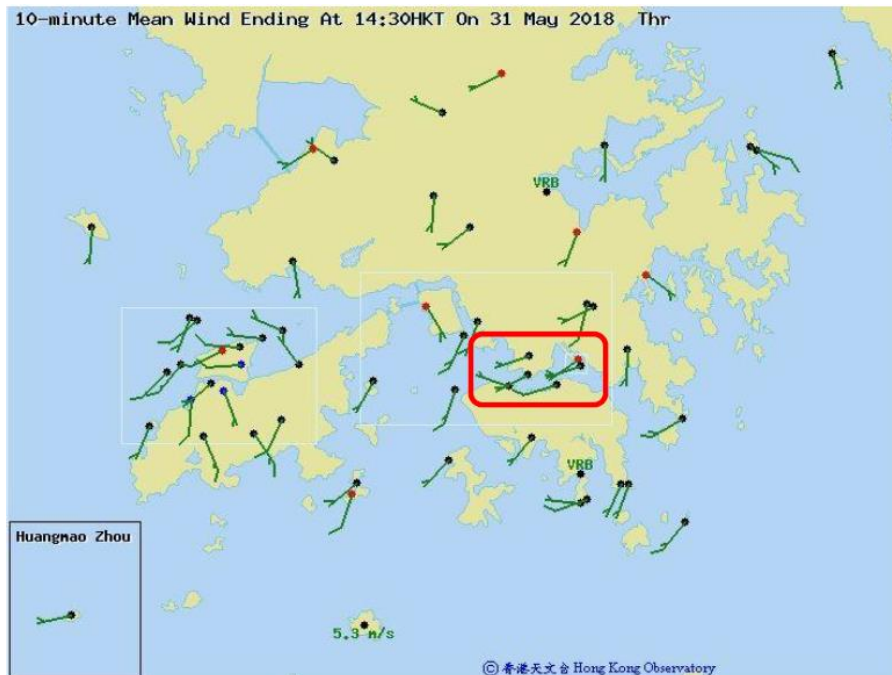 10-minute Mean Wind Ending At 14:30HKT On 31 May 2018 Thr
VRB
VRB
Huangmao Zhou
5.3 m/s
© 香港天文台 Hong Kong Observatory